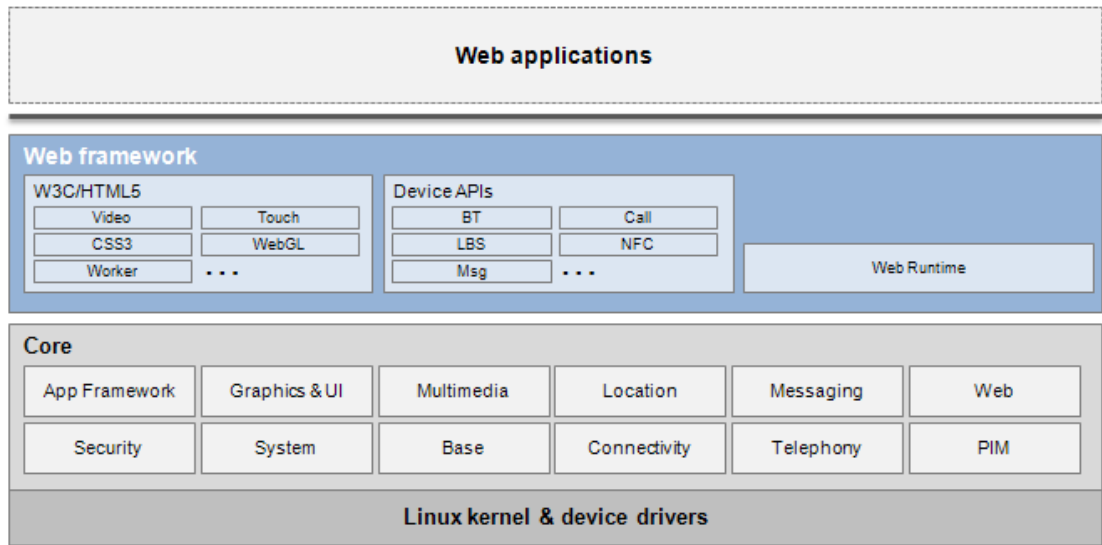 Web applications
Web framework
W3C/HTML5
Video
Touch
CSS3
WebGL
Worker
...
Device APIs
BT
Call
LBS
NFC
Msg
...
Web Runtime
Core
App Framework
Graphics & UI
Multimedia
Location
Messaging
Web
Security
System
Base
Connectivity
Telephony
PIM
Linux kernel & device drivers